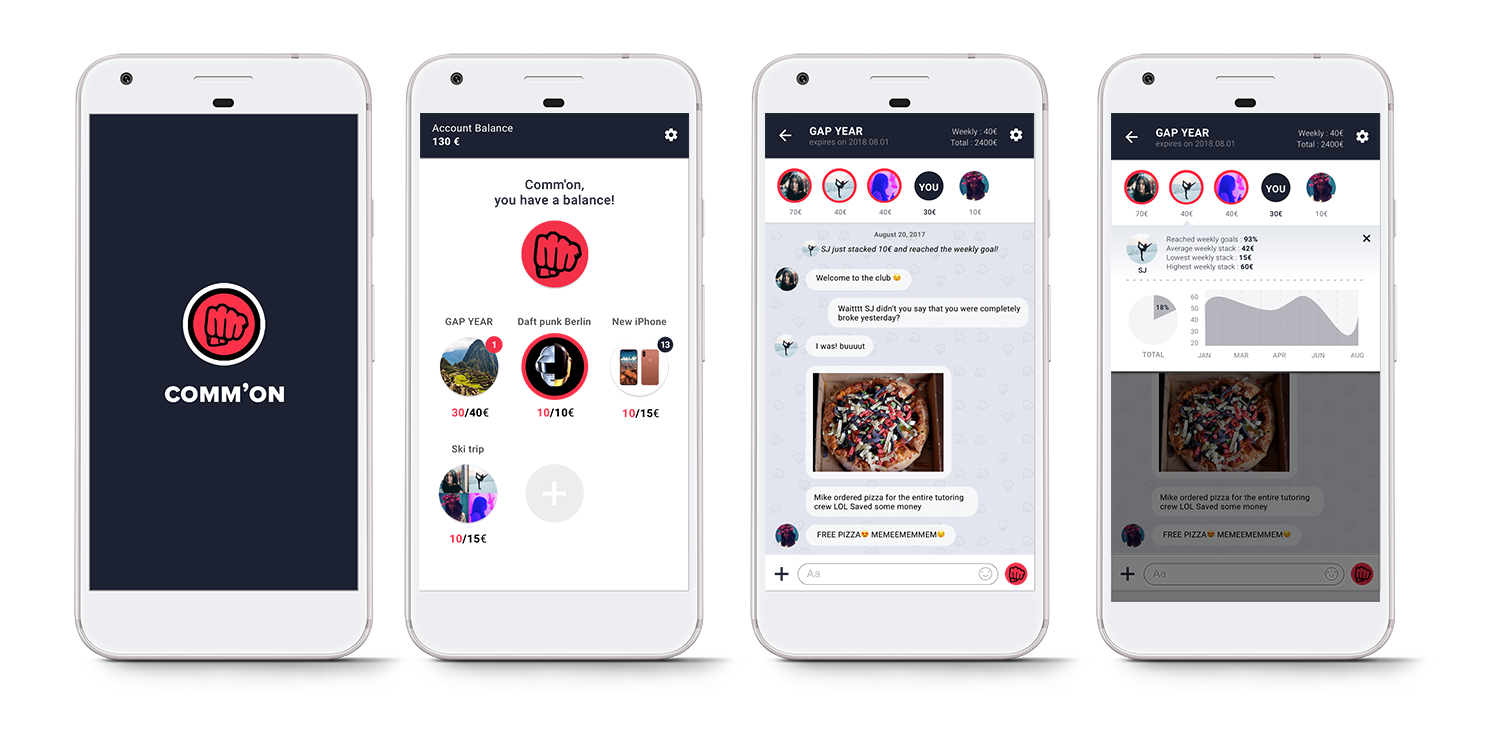 COMM’ON
Account Balance
130 €
Comm'on,
you have a balance!
GAP YEAR
Daft punk Berlin
New iPhone
1
13
30/40€
10/10€
10/15€
Ski trip
10/15€
GAP YEAR
expires on 2018.08.01
Weekly : 40€
Total : 2400€
YOU
70€
40€
40€
30€
10€
August 20, 2017
SJ just stacked 10€ and reached the weekly goal!
Welcome to the club 😉
Waitttt SJ didn't you say that you were completely
broke yesterday?
I was! buuuut
Mike ordered pizza for the entire tutoring
crew LOL Saved some money
FREE PIZZA😍 MEMEEMEMMEM😉
Aa
GAP YEAR
expires on 2018.08.01
Weekly : 40€
Total : 2400€
YOU
70€
40€
40€
30€
10€
SJ
Reached weekly goals : 93%
Average weekly stack : 42€
Lowest weekly stack : 15€
Highest weekly stack : 60€
18%
TOTAL
60
50
40
30
20
JAN
MAR
APR
JUN
AUG
Mike ordered pizza for the entire tutoring
crew LOL Saved some money
FREE PIZZA😍 MEMEEMEMMEM😉
Aa